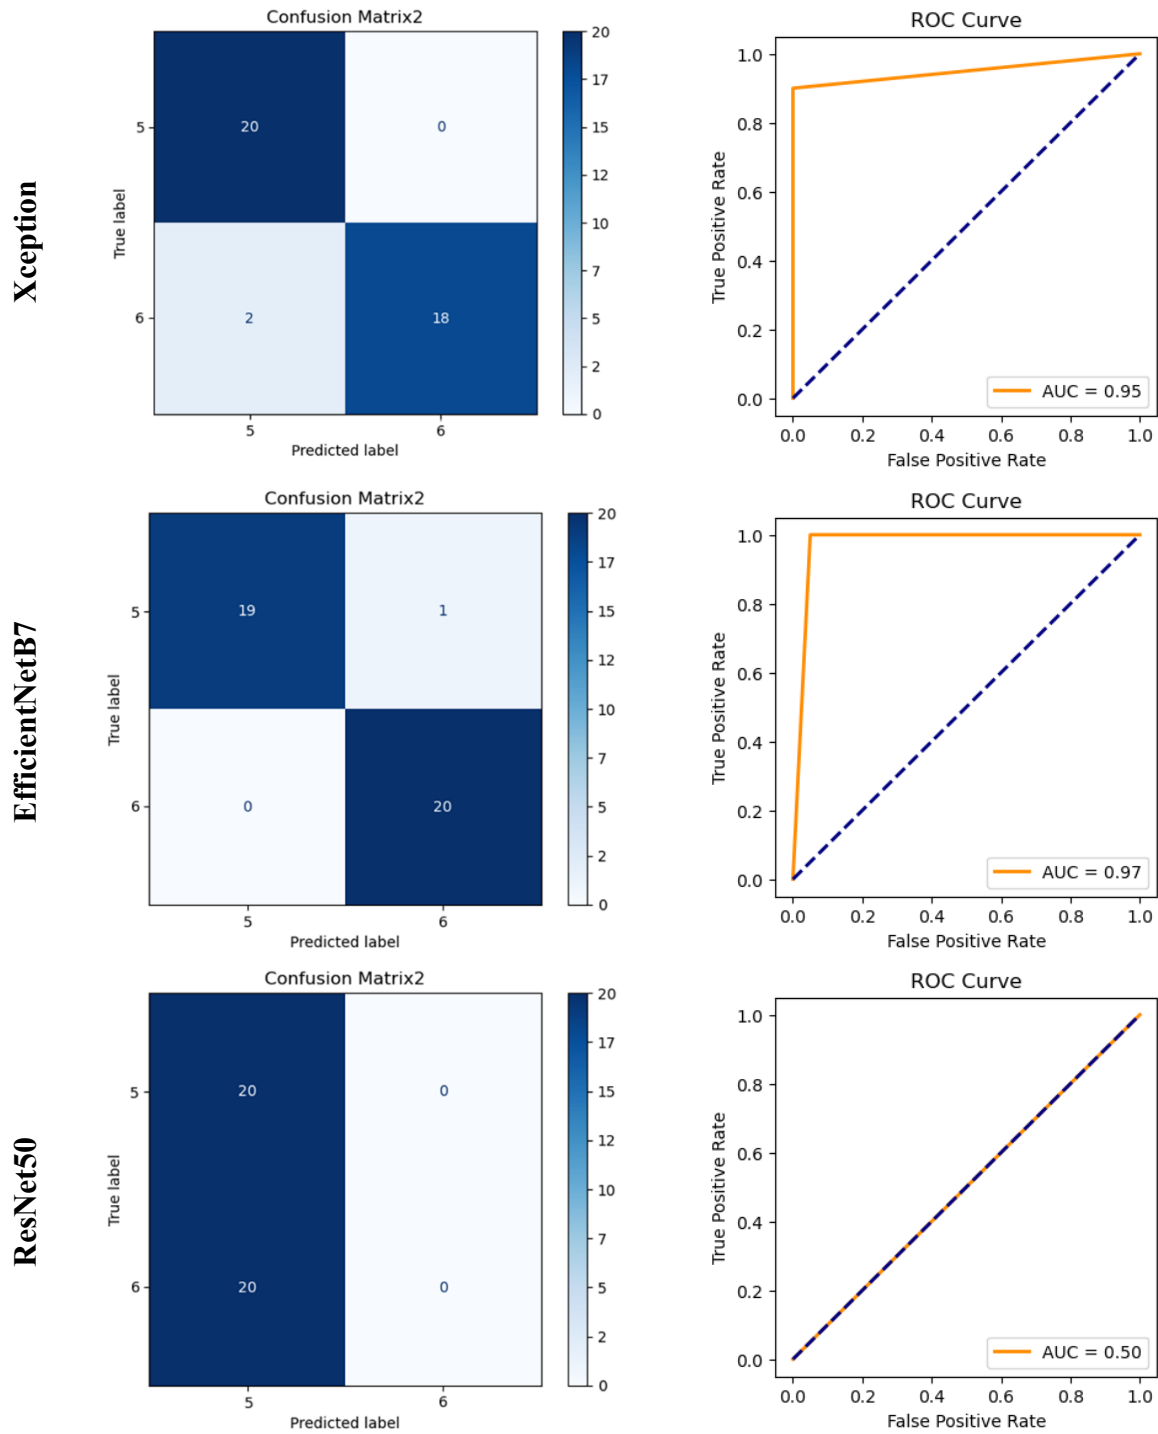 Xception
Confusion Matrix2
True label
5
6
20
0
2
18
5
6
Predicted label
20
17
15
12
10
7
5
2
0
ROC Curve
True Positive Rate
1.0
0.8
0.6
0.4
0.2
0.0
AUC = 0.95
0.0 0.2 0.4 0.6 0.8 1.0
False Positive Rate
EfficientNetB7
Confusion Matrix2
True label
5
6
19
1
0
20
5
6
Predicted label
20
17
15
12
10
7
5
2
0
ROC Curve
True Positive Rate
1.0
0.8
0.6
0.4
0.2
0.0
AUC = 0.97
0.0 0.2 0.4 0.6 0.8 1.0
False Positive Rate
ResNet50
Confusion Matrix2
True label
5
6
20
0
20
0
5
6
Predicted label
20
17
15
12
10
7
5
2
0
ROC Curve
True Positive Rate
1.0
0.8
0.6
0.4
0.2
0.0
AUC = 0.50
0.0 0.2 0.4 0.6 0.8 1.0
False Positive Rate